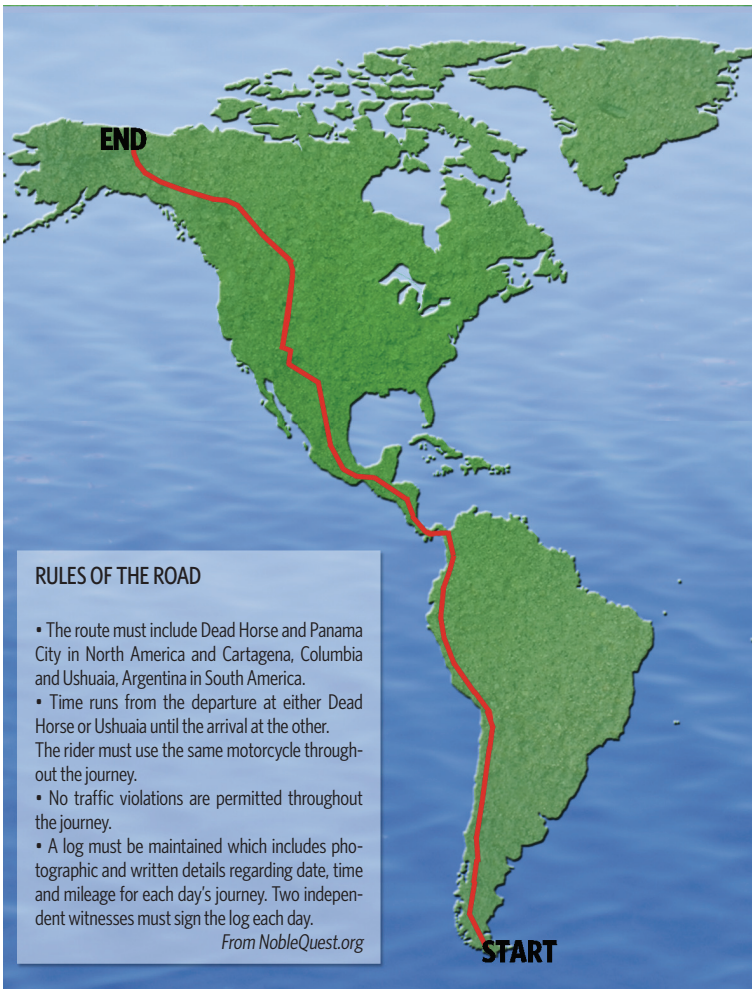 END
RULES OF THE ROAD
• The route must include Dead Horse and Panama
City in North America and Cartagena, Columbia
and Ushuaia, Argentina in South America.
• Time runs from the departure at either Dead
Horse or Ushuaia until the arrival at the other.
The rider must use the same motorcycle through-
out the journey.
• No traffic violations are permitted throughout
the journey.
• A log must be maintained which includes pho-
tographic and written details regarding date, time
and mileage for each day's journey. Two indepen-
dent witnesses must sign the log each day.
From NobleQuest.org
START